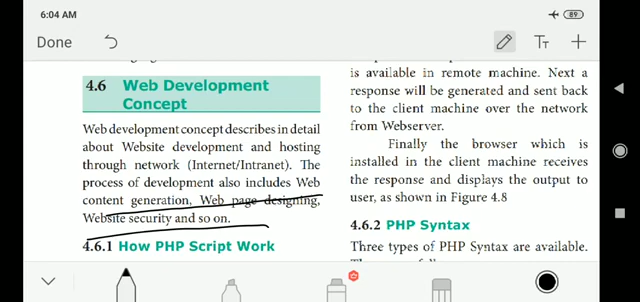 6:04 AM
89
Done
TT
4.6 Web Development
Concept
Web development concept describes in detail
about Website development and hosting
through network (Internet/Intranet). The
process of development also includes Web
content generation, Web page designing,
Website security and so on.
4.6.1 How PHP Script Work
is available in remote machine. Next a
response will be generated and sent back
to the client machine over the network
from Webserver.
Finally the browser which is
installed in the client machine receives
the response and displays the output to
user, as shown in Figure 4.8
4.6.2 PHP Syntax
Three types of PHP Syntax are available.